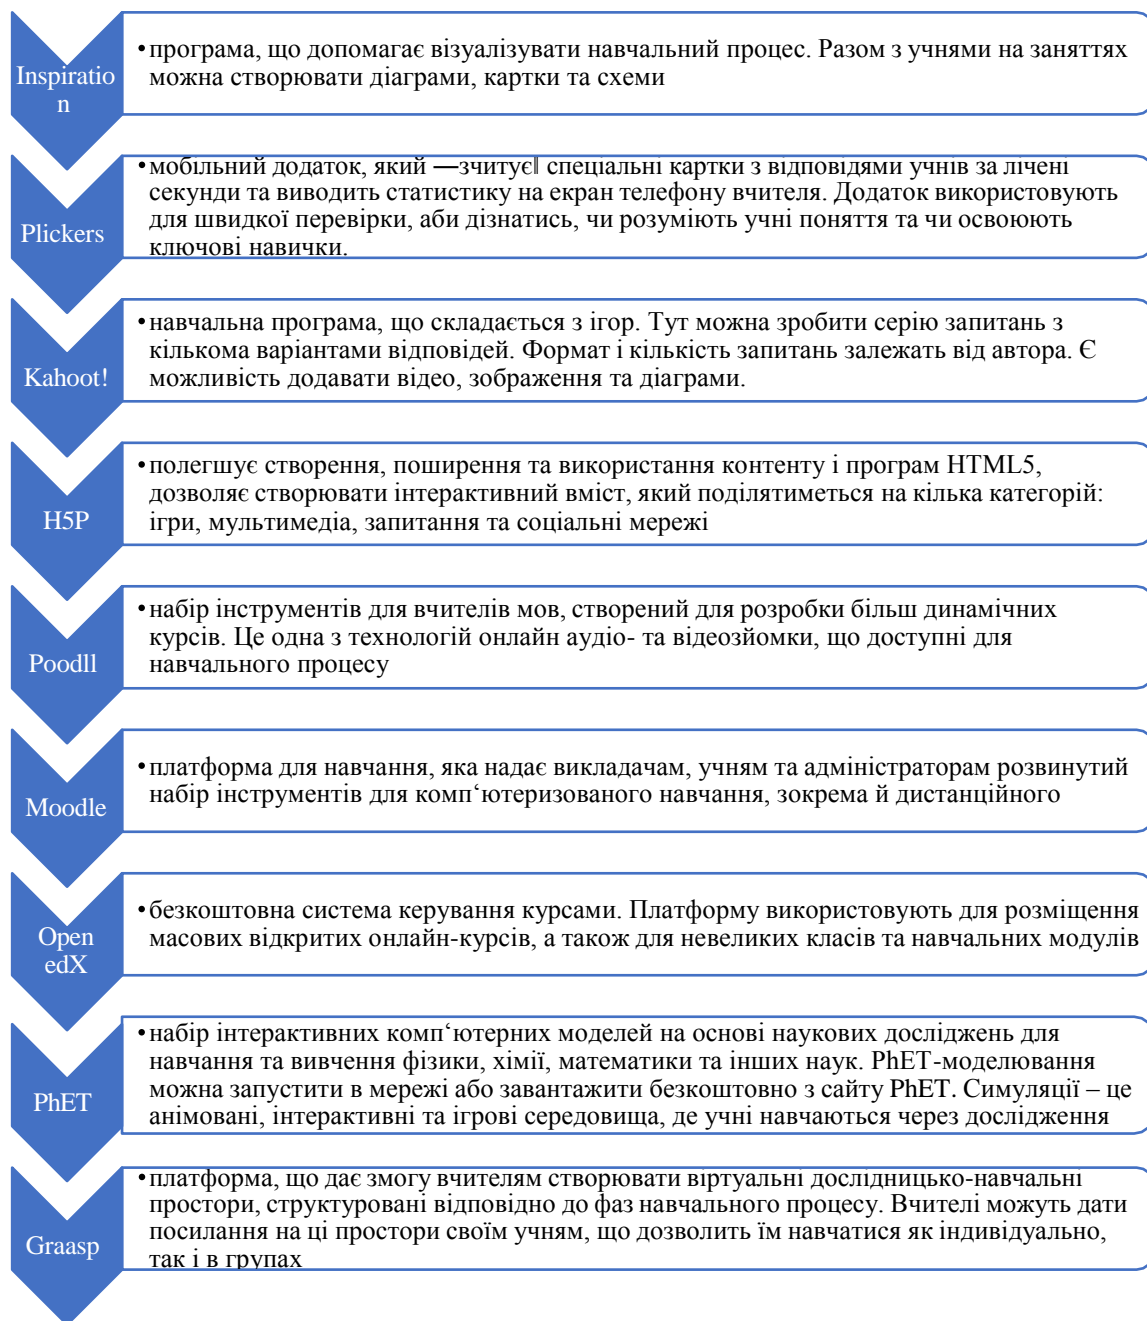 Inspiratio
n
•програма, що допомагає візуалізувати навчальний процес. Разом з учнями на заняттях
можна створювати діаграми, картки та схеми
Plickers
•мобільний додаток, який ―зчитує‖ спеціальні картки з відповідями учнів за лічені
секунди та виводить статистику на екран телефону вчителя. Додаток використовують
для швидкої перевірки, аби дізнатись, чи розуміють учні поняття та чи освоюють
ключові навички.
Kahoot!
•навчальна програма, що складається з ігор. Тут можна зробити серію запитань з
кількома варіантами відповідей. Формат і кількість запитань залежать від автора. Є
можливість додавати відео, зображення та діаграми.
H5P
•полегшує створення, поширення та використання контенту і програм HTML5,
дозволяє створювати інтерактивний вміст, який поділятиметься на кілька категорій:
ігри, мультимедіа, запитання та соціальні мережі
Poodll
•набір інструментів для вчителів мов, створений для розробки більш динамічних
курсів. Це одна з технологій онлайн аудіо- та відеозйомки, що доступні для
навчального процесу
Moodle
•платформа для навчання, яка надає викладачам, учням та адміністраторам розвинутий
набір інструментів для комп‘ютеризованого навчання, зокрема й дистанційного
Open
edX
•безкоштовна система керування курсами. Платформу використовують для розміщення
масових відкритих онлайн-курсів, а також для невеликих класів та навчальних модулів
PhET
•набір інтерактивних комп‘ютерних моделей на основі наукових досліджень для
навчання та вивчення фізики, хімії, математики та інших наук. PhET-моделювання
можна запустити в мережі або завантажити безкоштовно з сайту PhET. Симуляції – це
анімовані, інтерактивні та ігрові середовища, де учні навчаються через дослідження
Graasp
•платформа, що дає змогу вчителям створювати віртуальні дослідницько-навчальні
простори, структуровані відповідно до фаз навчального процесу. Вчителі можуть дати
посилання на ці простори своїм учням, що дозволить їм навчатися як індивідуально,
так і в групах